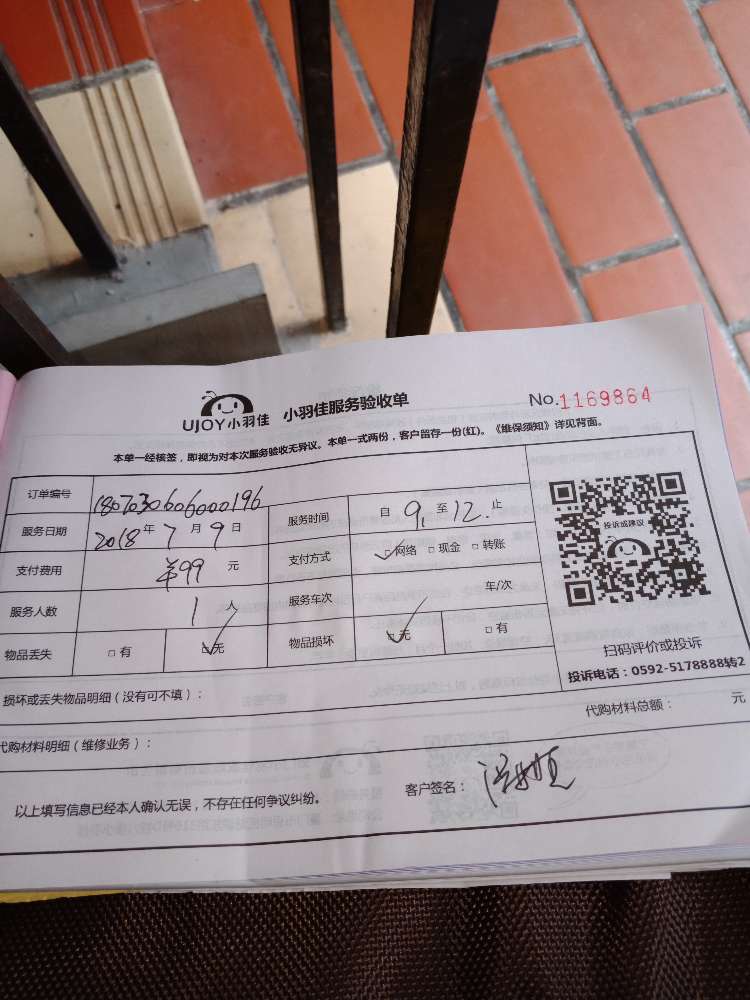 UJOY小羽佳 小羽佳服务验收单 No.1169864
本单一经核签，即视为对本次服务验收无异议。本单一式两份，客户留存一份(红)。《维保须知》详见背面。
订单编号 1807030606000196 服务时间 自 9. 至 12. 止
服务日期 2018 年 7 月 9 日 支付方式 ☑网络 □现金 □转账
支付费用 ¥99 元 服务车次 车/次
服务人数 1 人 物品损坏 ☑无 □有
物品丢失 □有 ☑无
投诉或建议
扫码评价或投诉
投诉电话：0592-5178888转2
损坏或丢失物品明细（没有可不填）：
代购材料明细（维修业务）： 代购材料总额： 元
以上填写信息已经本人确认无误，不存在任何争议纠纷。 客户签名：